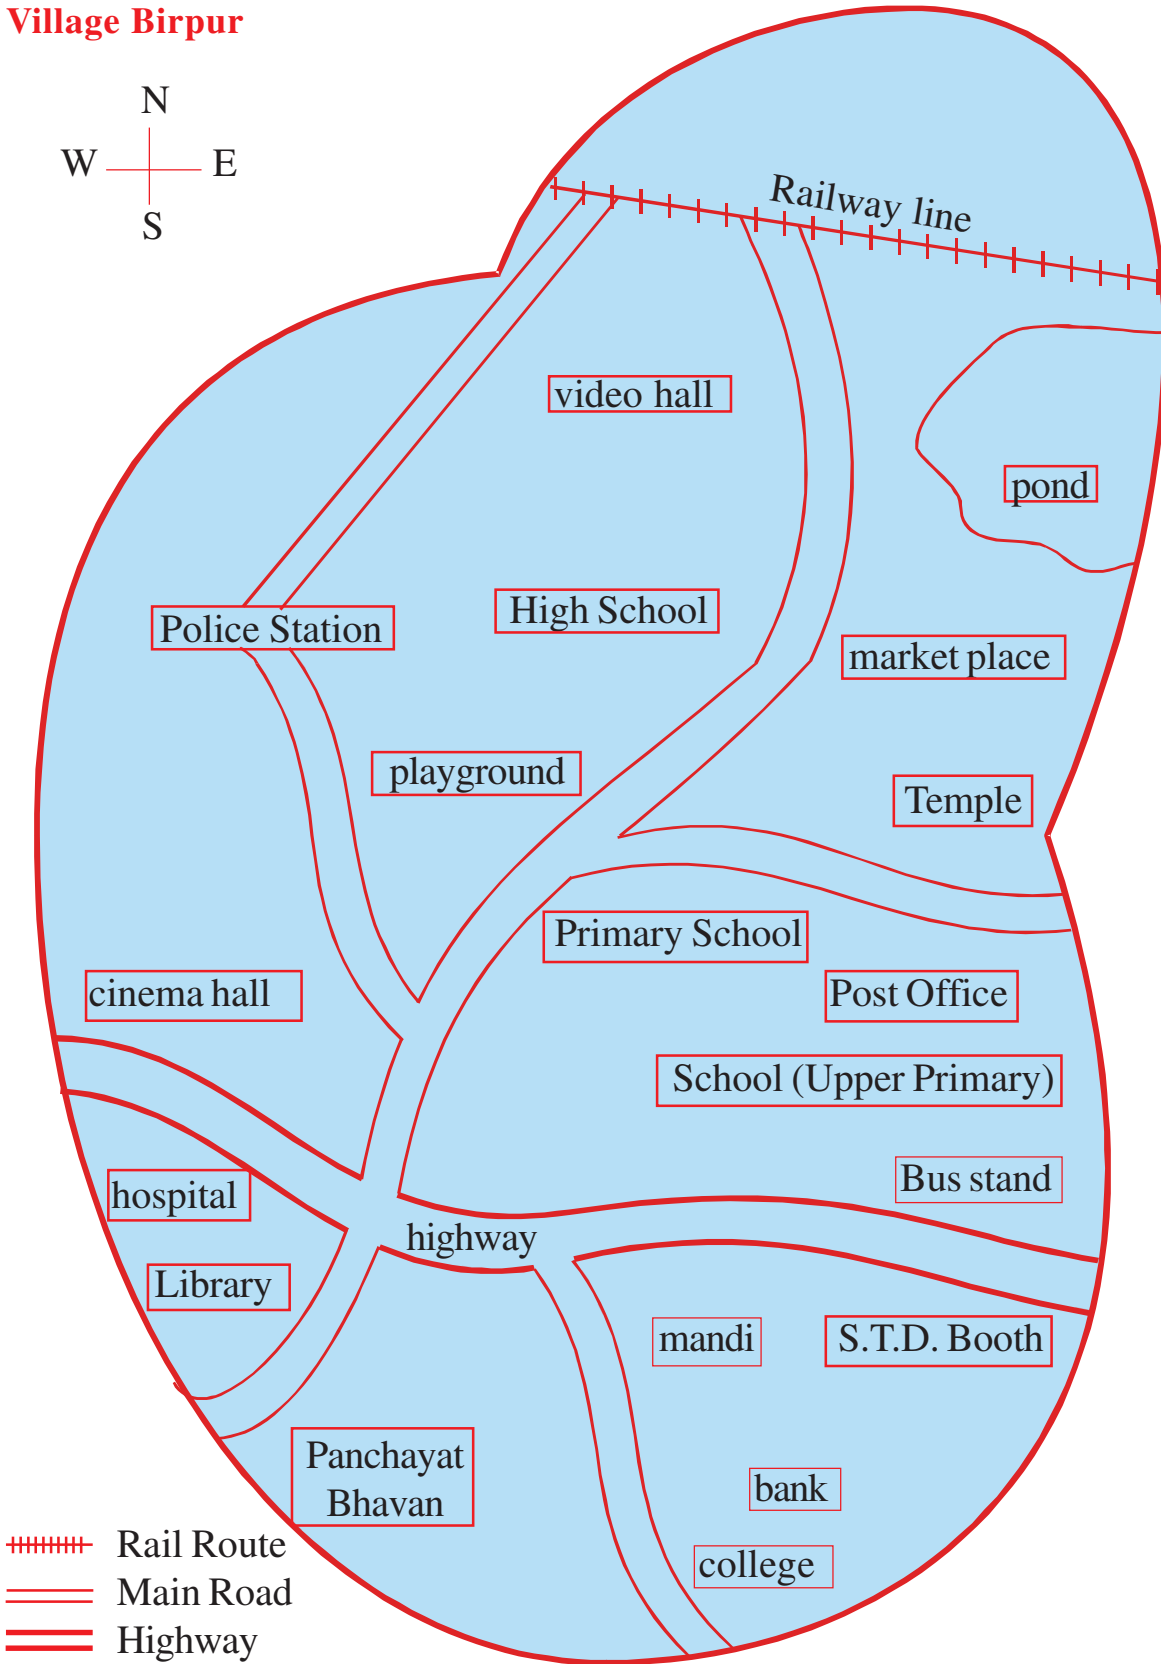 Village Birpur
N
W E
S
Railway line
video hall
pond
High School
Police Station
market place
playground
Temple
Primary School
cinema hall
Post Office
School (Upper Primary)
Bus stand
hospital
highway
Library
mandi
S.T.D. Booth
Panchayat
Bhavan
bank
college
Rail Route
Main Road
Highway